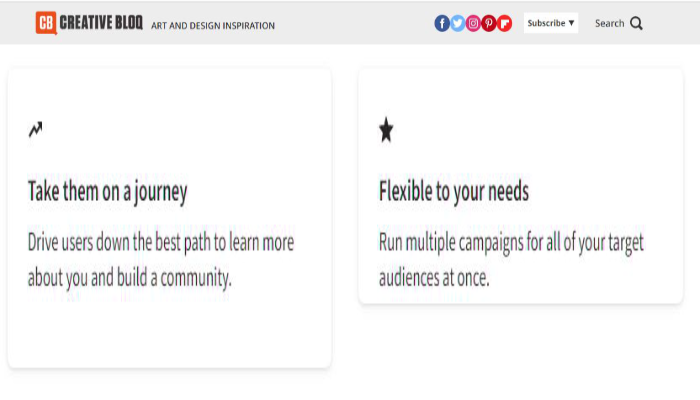 CB CREATIVE BLOQ ART AND DESIGN INSPIRATION
Subscribe ▼
Search
Take them on a journey
Drive users down the best path to learn more
about you and build a community.
Flexible to your needs
Run multiple campaigns for all of your target
audiences at once.